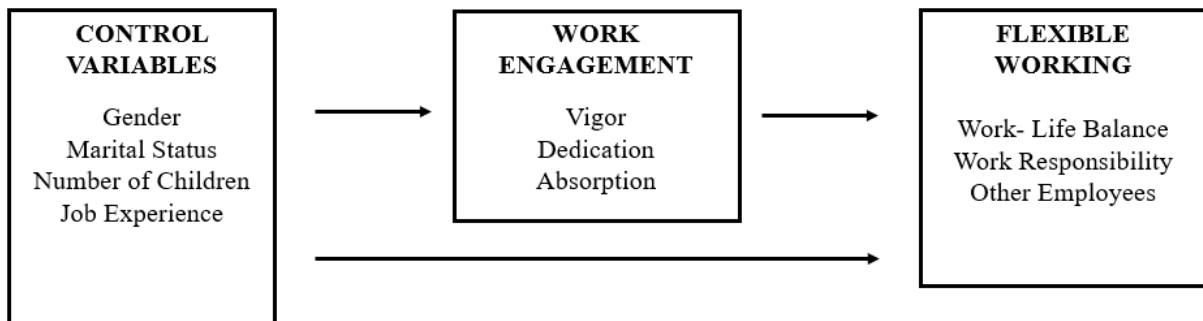 CONTROL
VARIABLES
Gender
Marital Status
Number of Children
Job Experience
WORK
ENGAGEMENT
Vigor
Dedication
Absorption
FLEXIBLE
WORKING
Work- Life Balance
Work Responsibility
Other Employees